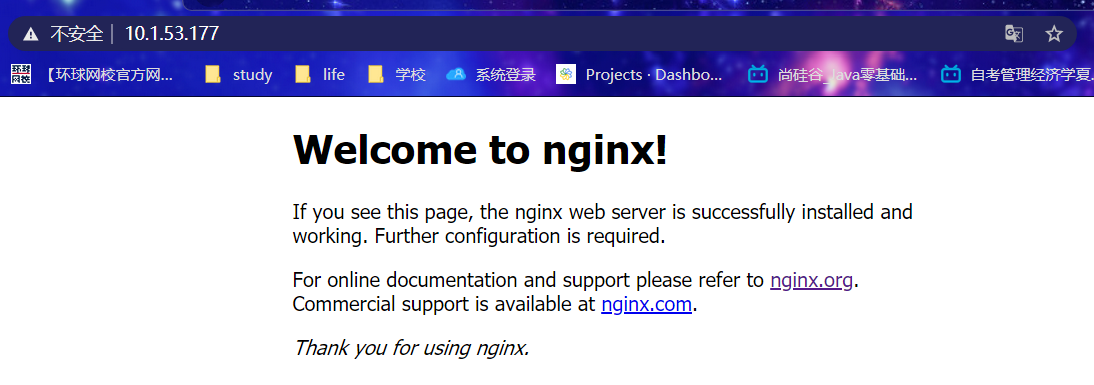 不安全 | 10.1.53.177
环球网校 【环球网校官方网... study life 学校 系统登录 Projects · Dashbo... 尚硅谷_Java零基础... 自考管理经济学夏...
Welcome to nginx!
If you see this page, the nginx web server is successfully installed and
working. Further configuration is required.
For online documentation and support please refer to nginx.org.
Commercial support is available at nginx.com.
Thank you for using nginx.